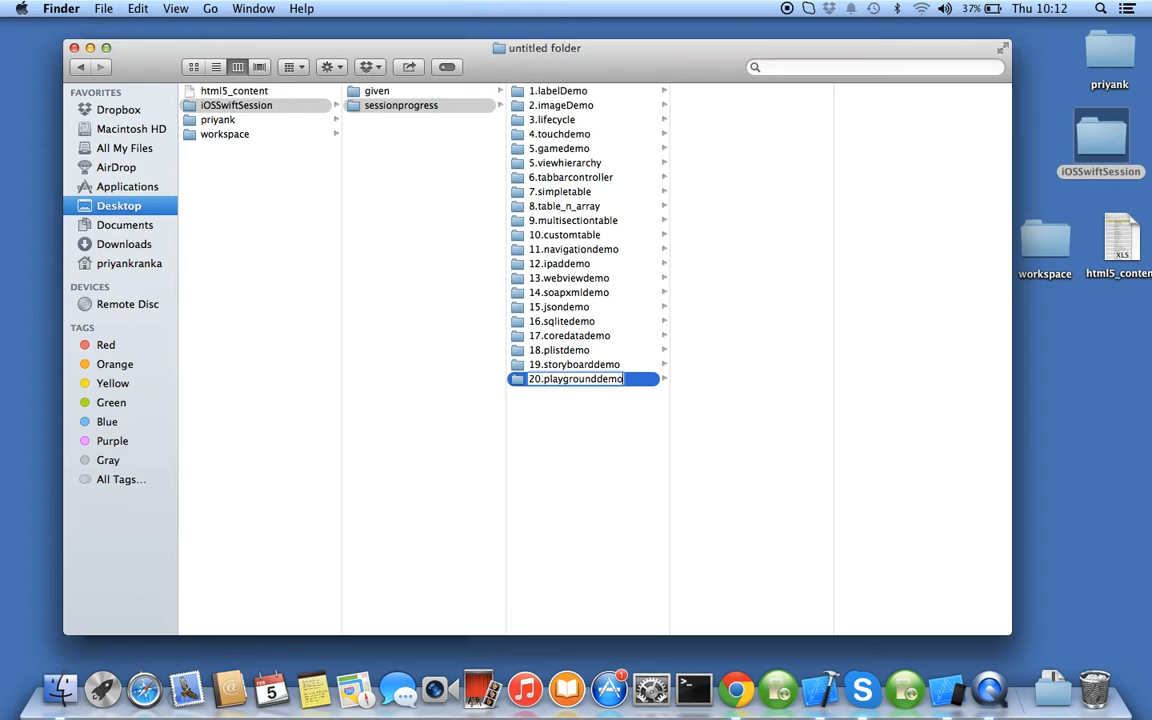 Finder File Edit View Go Window Help 37% Thu 10:12
untitled folder
FAVORITES
Dropbox
Macintosh HD
All My Files
AirDrop
Applications
Desktop
Documents
Downloads
priyankranka
DEVICES
Remote Disc
TAGS
Red
Orange
Yellow
Green
Blue
Purple
Gray
All Tags...
html5_content
iOSSwiftSession
priyank
workspace
given
sessionprogress
1.labelDemo
2.imageDemo
3.lifecycle
4.touchdemo
5.gamedemo
5.viewhierarchy
6.tabbarcontroller
7.simpletable
8.table_n_array
9.multisectiontable
10.customtable
11.navigationdemo
12.ipaddemo
13.webviewdemo
14.soapxmldemo
15.jsondemo
16.sqlitedemo
17.coredatademo
18.plistdemo
19.storyboarddemo
20.playgrounddemo
priyank
iOSSwiftSession
XLS
workspace
html5_conten
5
1